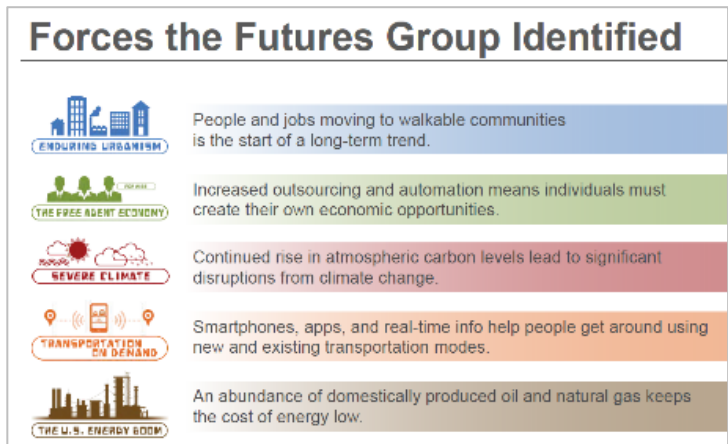 Forces the Futures Group Identified
ENDURING URBANISM
People and jobs moving to walkable communities
is the start of a long-term trend.
THE FREE AGENT ECONOMY
Increased outsourcing and automation means individuals must
create their own economic opportunities.
SEVERE CLIMATE
Continued rise in atmospheric carbon levels lead to significant
disruptions from climate change.
TRANSPORTATION
ON DEMAND
Smartphones, apps, and real-time info help people get around using
new and existing transportation modes.
THE U.S. ENERGY BOOM
An abundance of domestically produced oil and natural gas keeps
the cost of energy low.